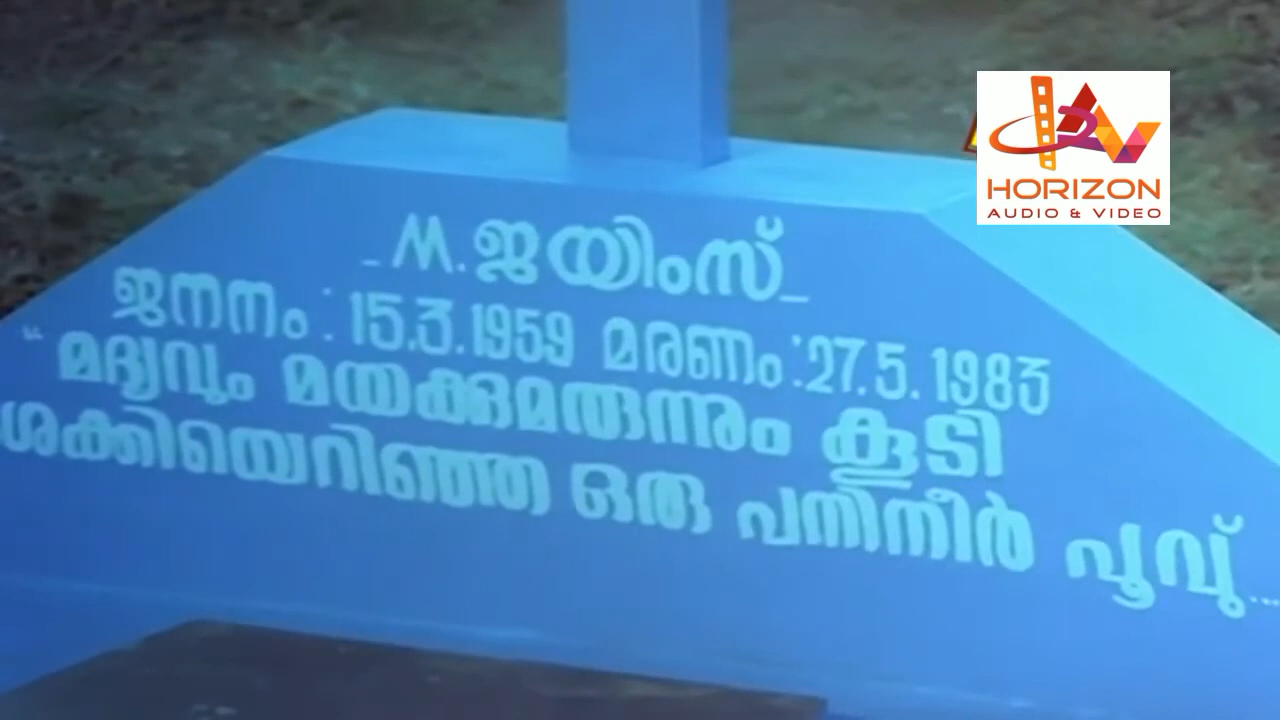 M. ജയിംസ്
ജനനം : 15.3.1959 മരണം : 27.5.1983
“ മദ്യവും മയക്കുമരുന്നും കൂടി
ശക്കിയെറിഞ്ഞ ഒരു പനിനീർ പൂവു് ...
HORIZON
AUDIO & VIDEO